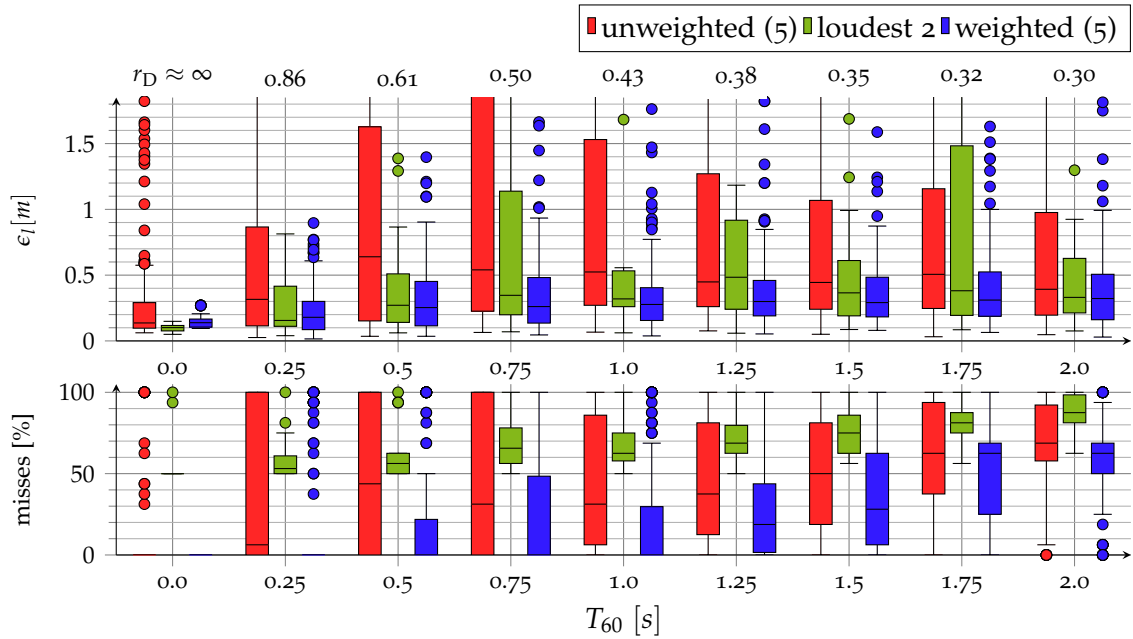 unweighted (5) loudest 2 weighted (5)
r_D ≈ ∞ 0.86 0.61 0.50 0.43 0.38 0.35 0.32 0.30
1.5
1
0.5
0
ϵ_l [m]
0.0 0.25 0.5 0.75 1.0 1.25 1.5 1.75 2.0
100
50
0
misses [%]
0.0 0.25 0.5 0.75 1.0 1.25 1.5 1.75 2.0
T_60 [s]